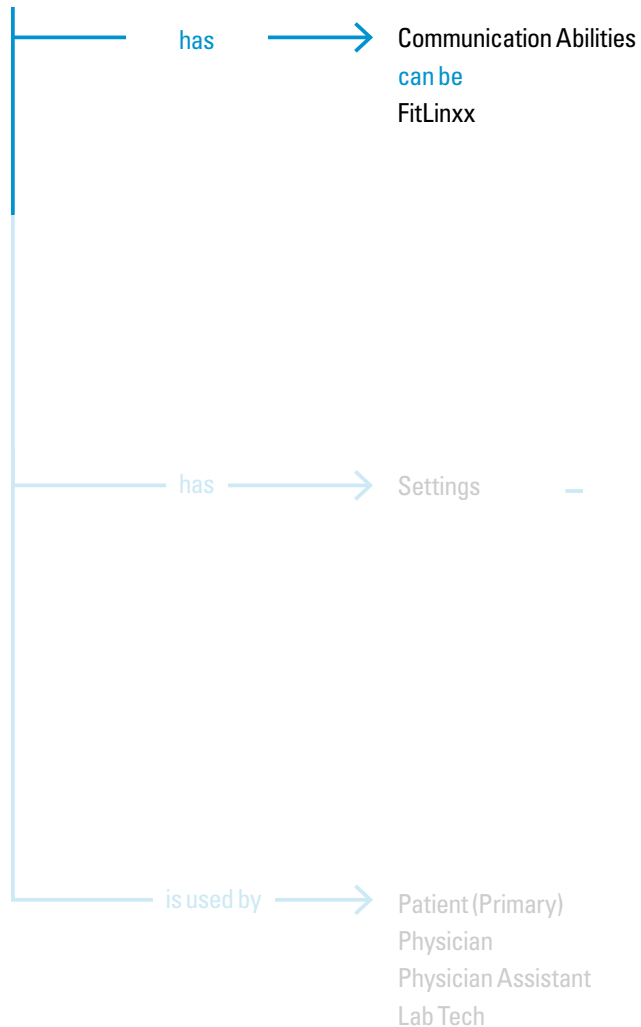 has Communication Abilities
can be
FitLinxx
has Settings –
is used by Patient (Primary)
Physician
Physician Assistant
Lab Tech